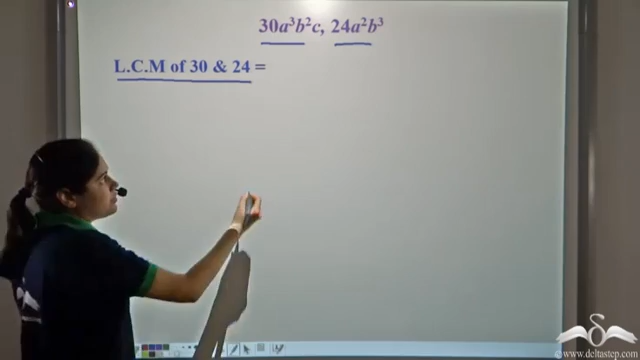 30a³b²c, 24a²b³
L.C.M of 30 & 24 =
© www.deltastep.com